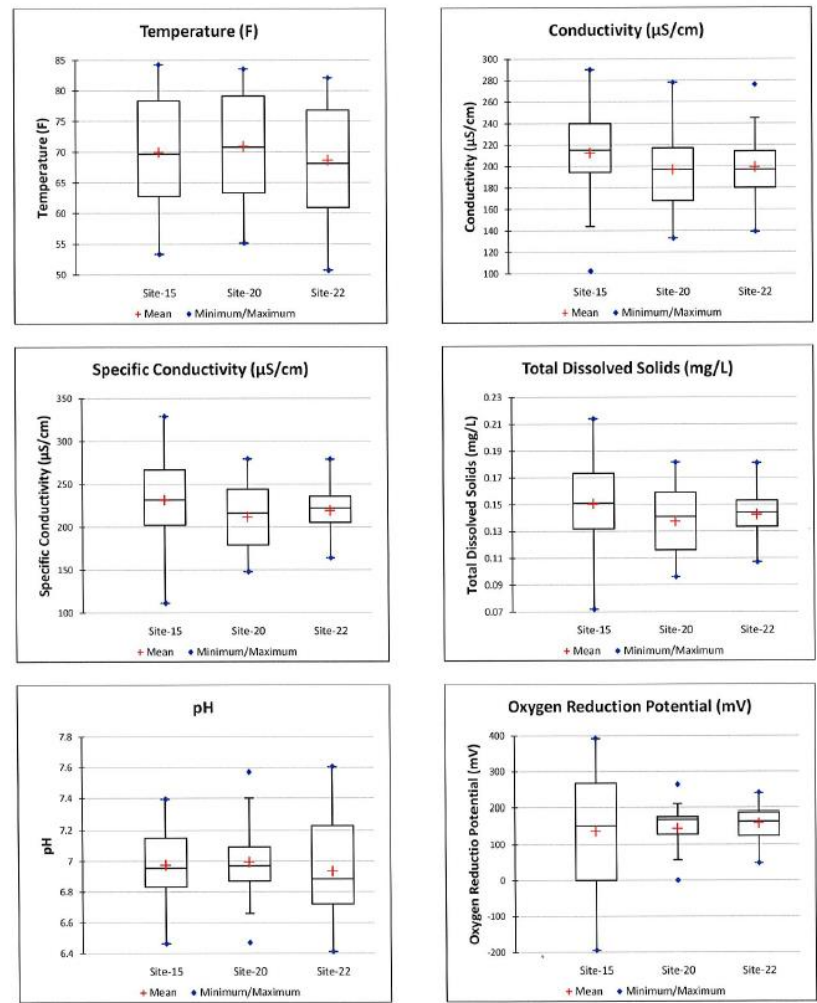 Temperature (F)
Temperature (F)
85
80
75
70
65
60
55
50
Site-15 Site-20 Site-22
+ Mean ◆ Minimum/Maximum
Conductivity (µS/cm)
Conductivity (µS/cm)
300
280
260
240
220
200
180
160
140
120
100
Site-15 Site-20 Site-22
+ Mean ◆ Minimum/Maximum
Specific Conductivity (µS/cm)
Specific Conductivity (µS/cm)
350
300
250
200
150
100
Site-15 Site-20 Site-22
+ Mean ◆ Minimum/Maximum
Total Dissolved Solids (mg/L)
Total Dissolved Solids (mg/L)
0.23
0.21
0.19
0.17
0.15
0.13
0.11
0.09
0.07
Site-15 Site-20 Site-22
+ Mean ◆ Minimum/Maximum
pH
pH
7.8
7.6
7.4
7.2
7
6.8
6.6
6.4
Site-15 Site-20 Site-22
+ Mean ◆ Minimum/Maximum
Oxygen Reduction Potential (mV)
Oxygen Reductio Potential (mV)
400
300
200
100
0
-100
-200
Site-15 Site-20 Site-22
+ Mean ◆ Minimum/Maximum